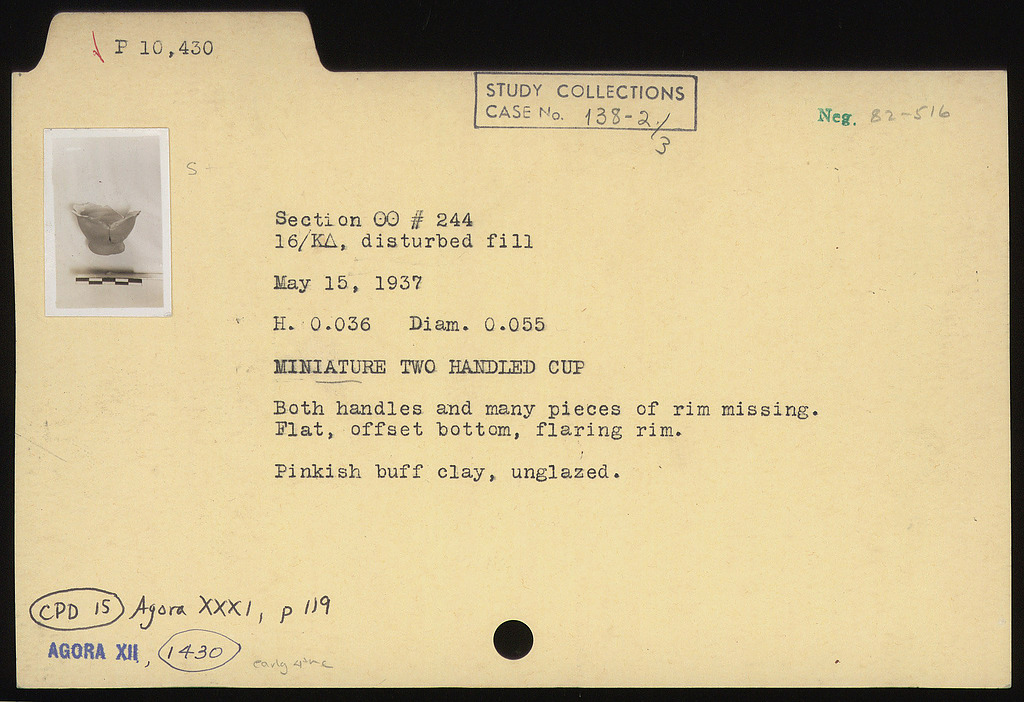 P 10,430
STUDY COLLECTIONS
CASE No. 138-2/3
Neg. 82-516
S -
Section ΘΘ # 244
16/ΚΔ, disturbed fill
May 15, 1937
H. 0.036 Diam. 0.055
MINIATURE TWO HANDLED CUP
Both handles and many pieces of rim missing.
Flat, offset bottom, flaring rim.
Pinkish buff clay, unglazed.
CPD 15 Agora XXXI, p 119
AGORA XII, 1430 early